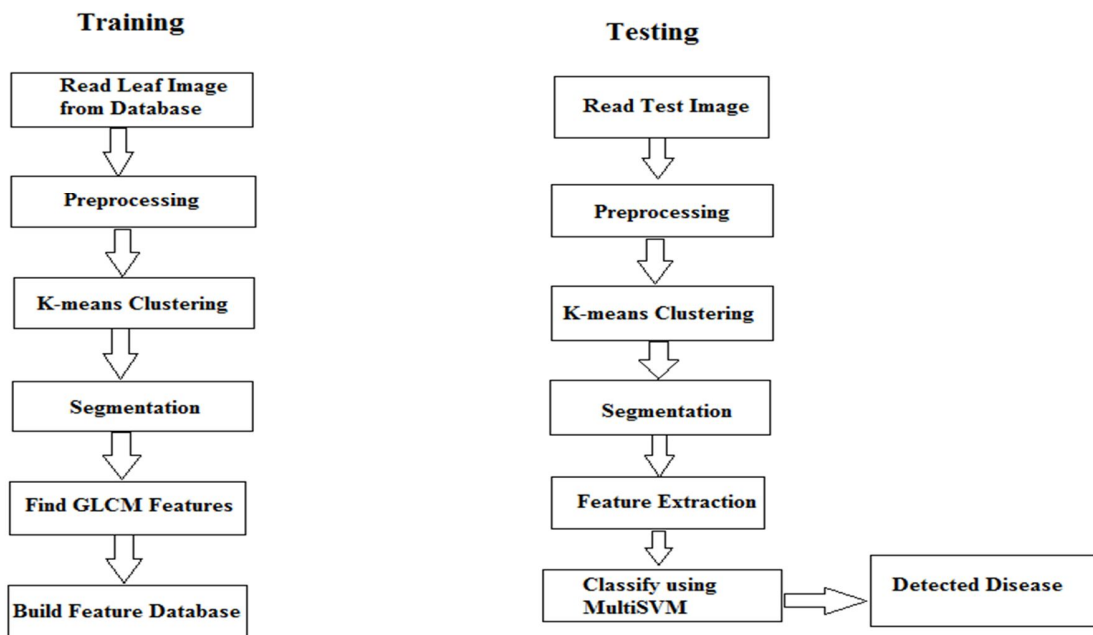 Training
Read Leaf Image
from Database
Preprocessing
K-means Clustering
Segmentation
Find GLCM Features
Build Feature Database
Testing
Read Test Image
Preprocessing
K-means Clustering
Segmentation
Feature Extraction
Classify using
MultiSVM
Detected Disease